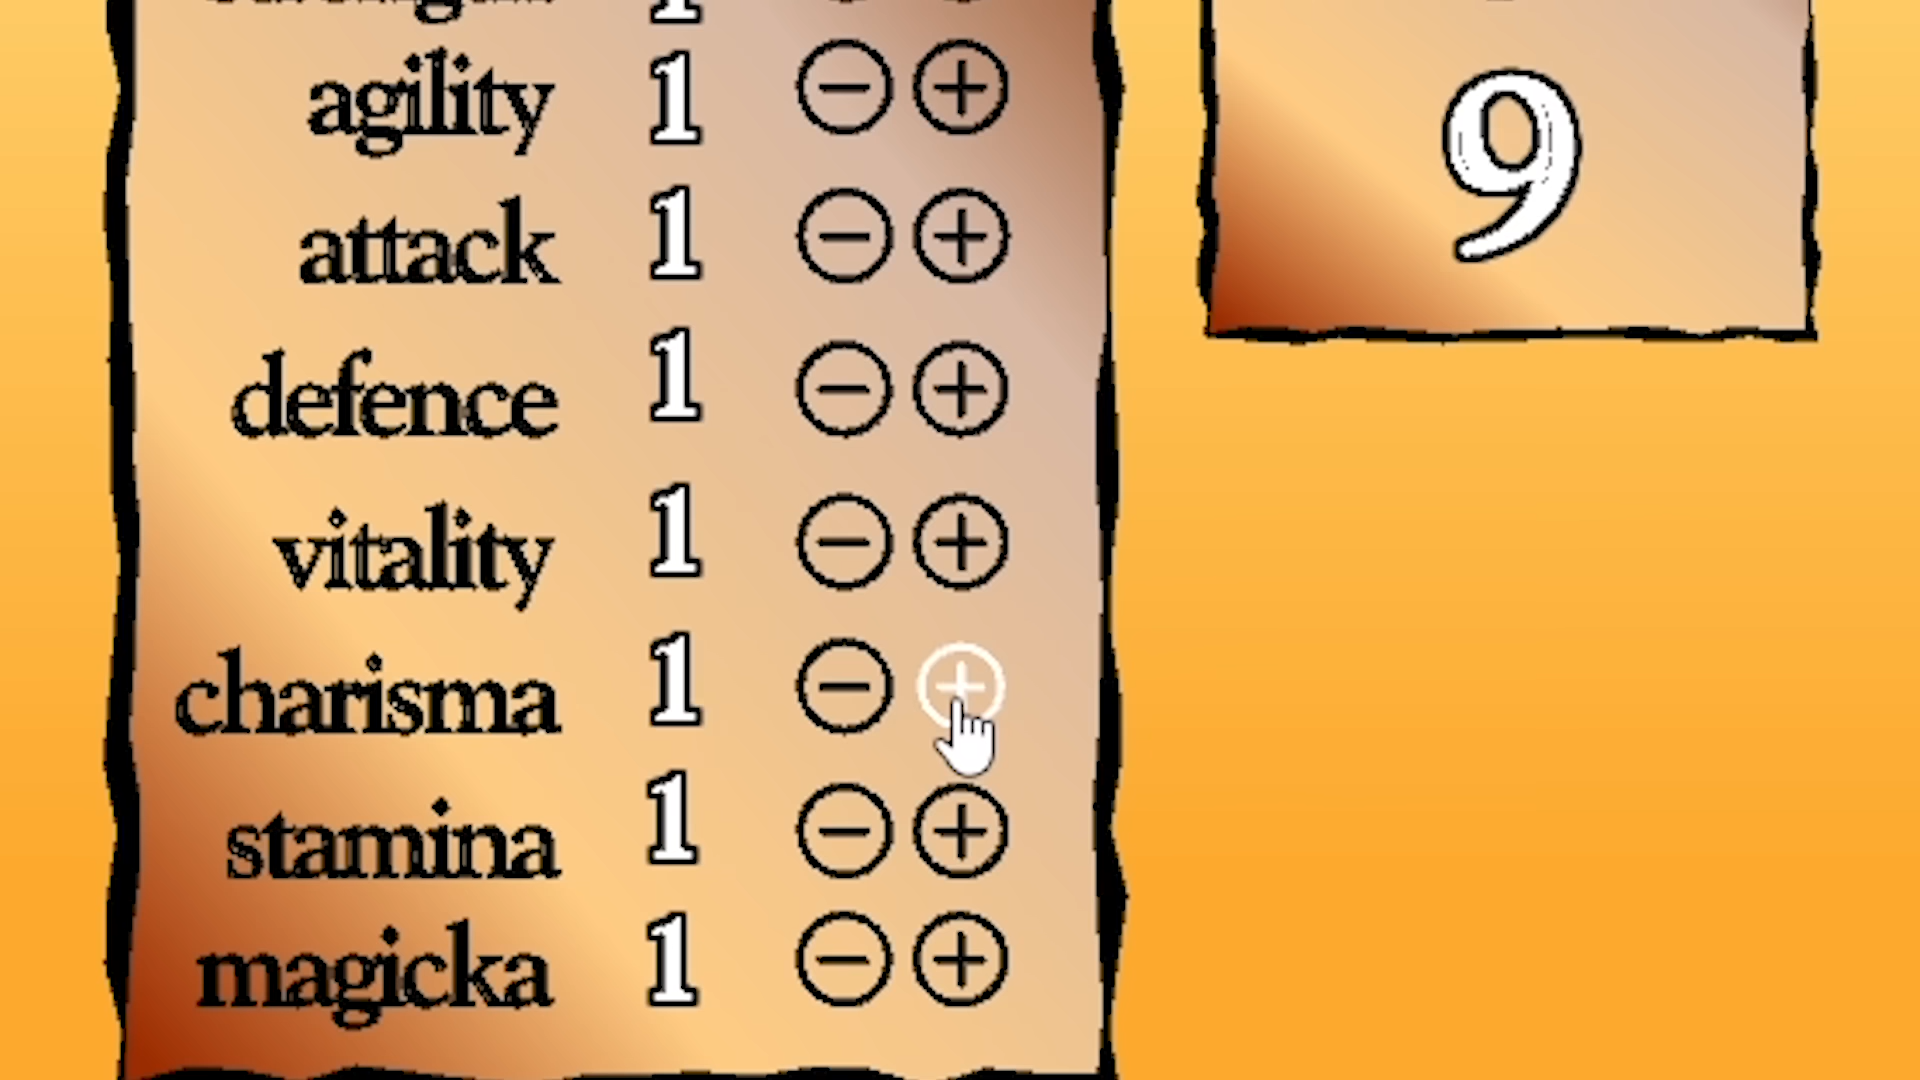 agility 1
9
attack 1
defence 1
vitality 1
charisma 1
stamina 1
magicka 1